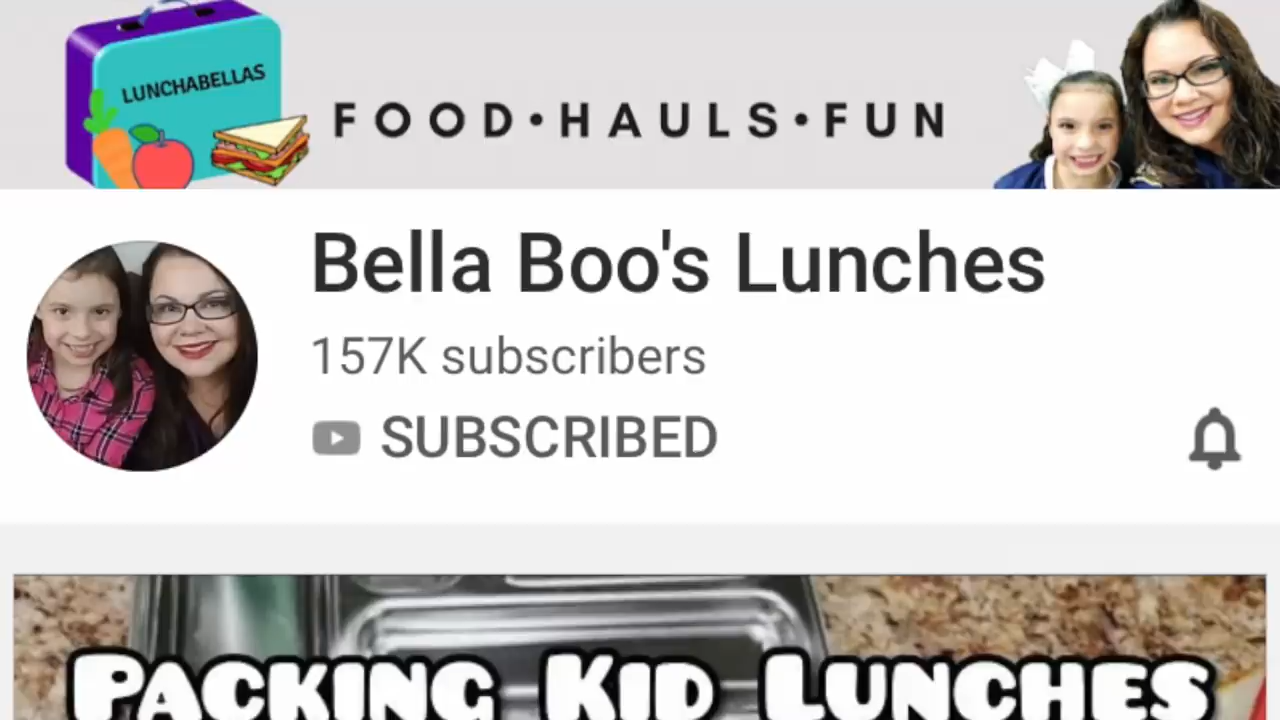 LUNCHABELLAS
FOOD•HAULS•FUN
Bella Boo's Lunches
157K subscribers
SUBSCRIBED
PACKING KID LUNCHES